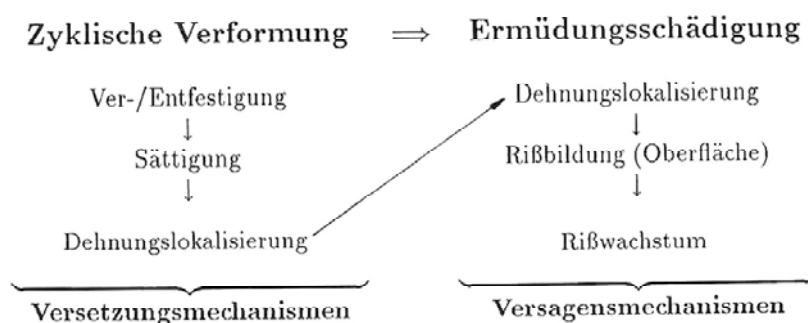 Zyklische Verformung ⟹ Ermüdungsschädigung
Ver-/Entfestigung
↓
Sättigung
↓
Dehnungslokalisierung
Versetzungsmechanismen
Dehnungslokalisierung
↓
Rißbildung (Oberfläche)
↓
Rißwachstum
Versagensmechanismen